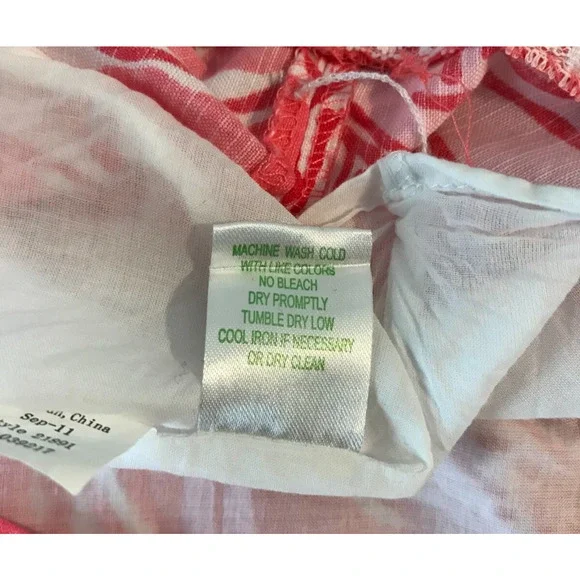 MACHINE WASH COLD
WITH LIKE COLORS
NO BLEACH
DRY PROMPTLY
TUMBLE DRY LOW
COOL IRON IF NECESSARY
OR DRY CLEAN
China
Sep-11
21891